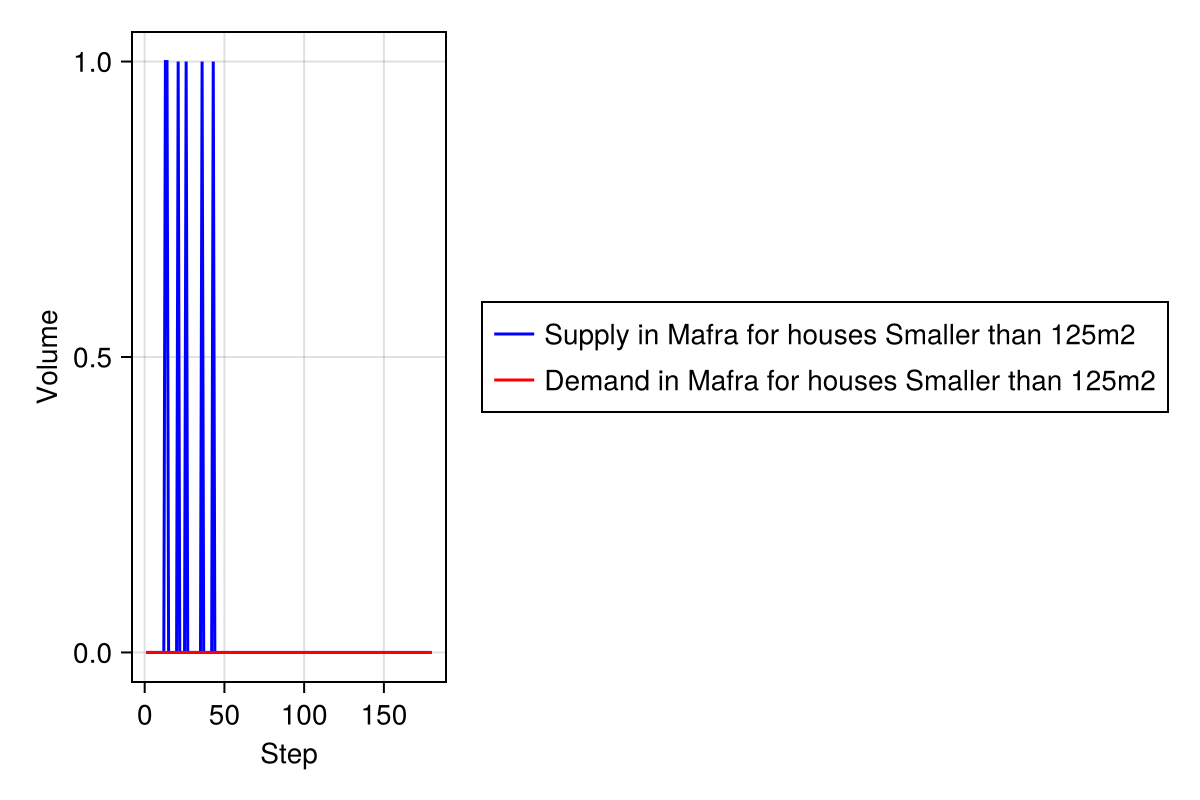 1.0
0.5
0.0
Volume
0 50 100 150
Step
Supply in Mafra for houses Smaller than 125m2
Demand in Mafra for houses Smaller than 125m2